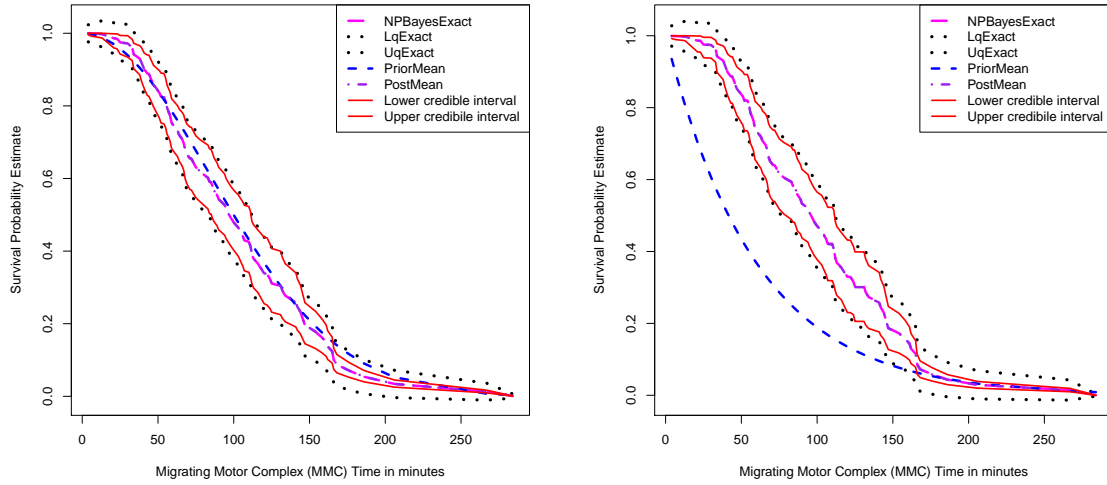 NPBayesExact
LqExact
UqExact
PriorMean
PostMean
Lower credible interval
Upper credibile interval
Survival Probability Estimate
0.0 0.2 0.4 0.6 0.8 1.0
0 50 100 150 200 250
Migrating Motor Complex (MMC) Time in minutes
NPBayesExact
LqExact
UqExact
PriorMean
PostMean
Lower credible interval
Upper credibile interval
Survival Probability Estimate
0.0 0.2 0.4 0.6 0.8 1.0
0 50 100 150 200 250
Migrating Motor Complex (MMC) Time in minutes